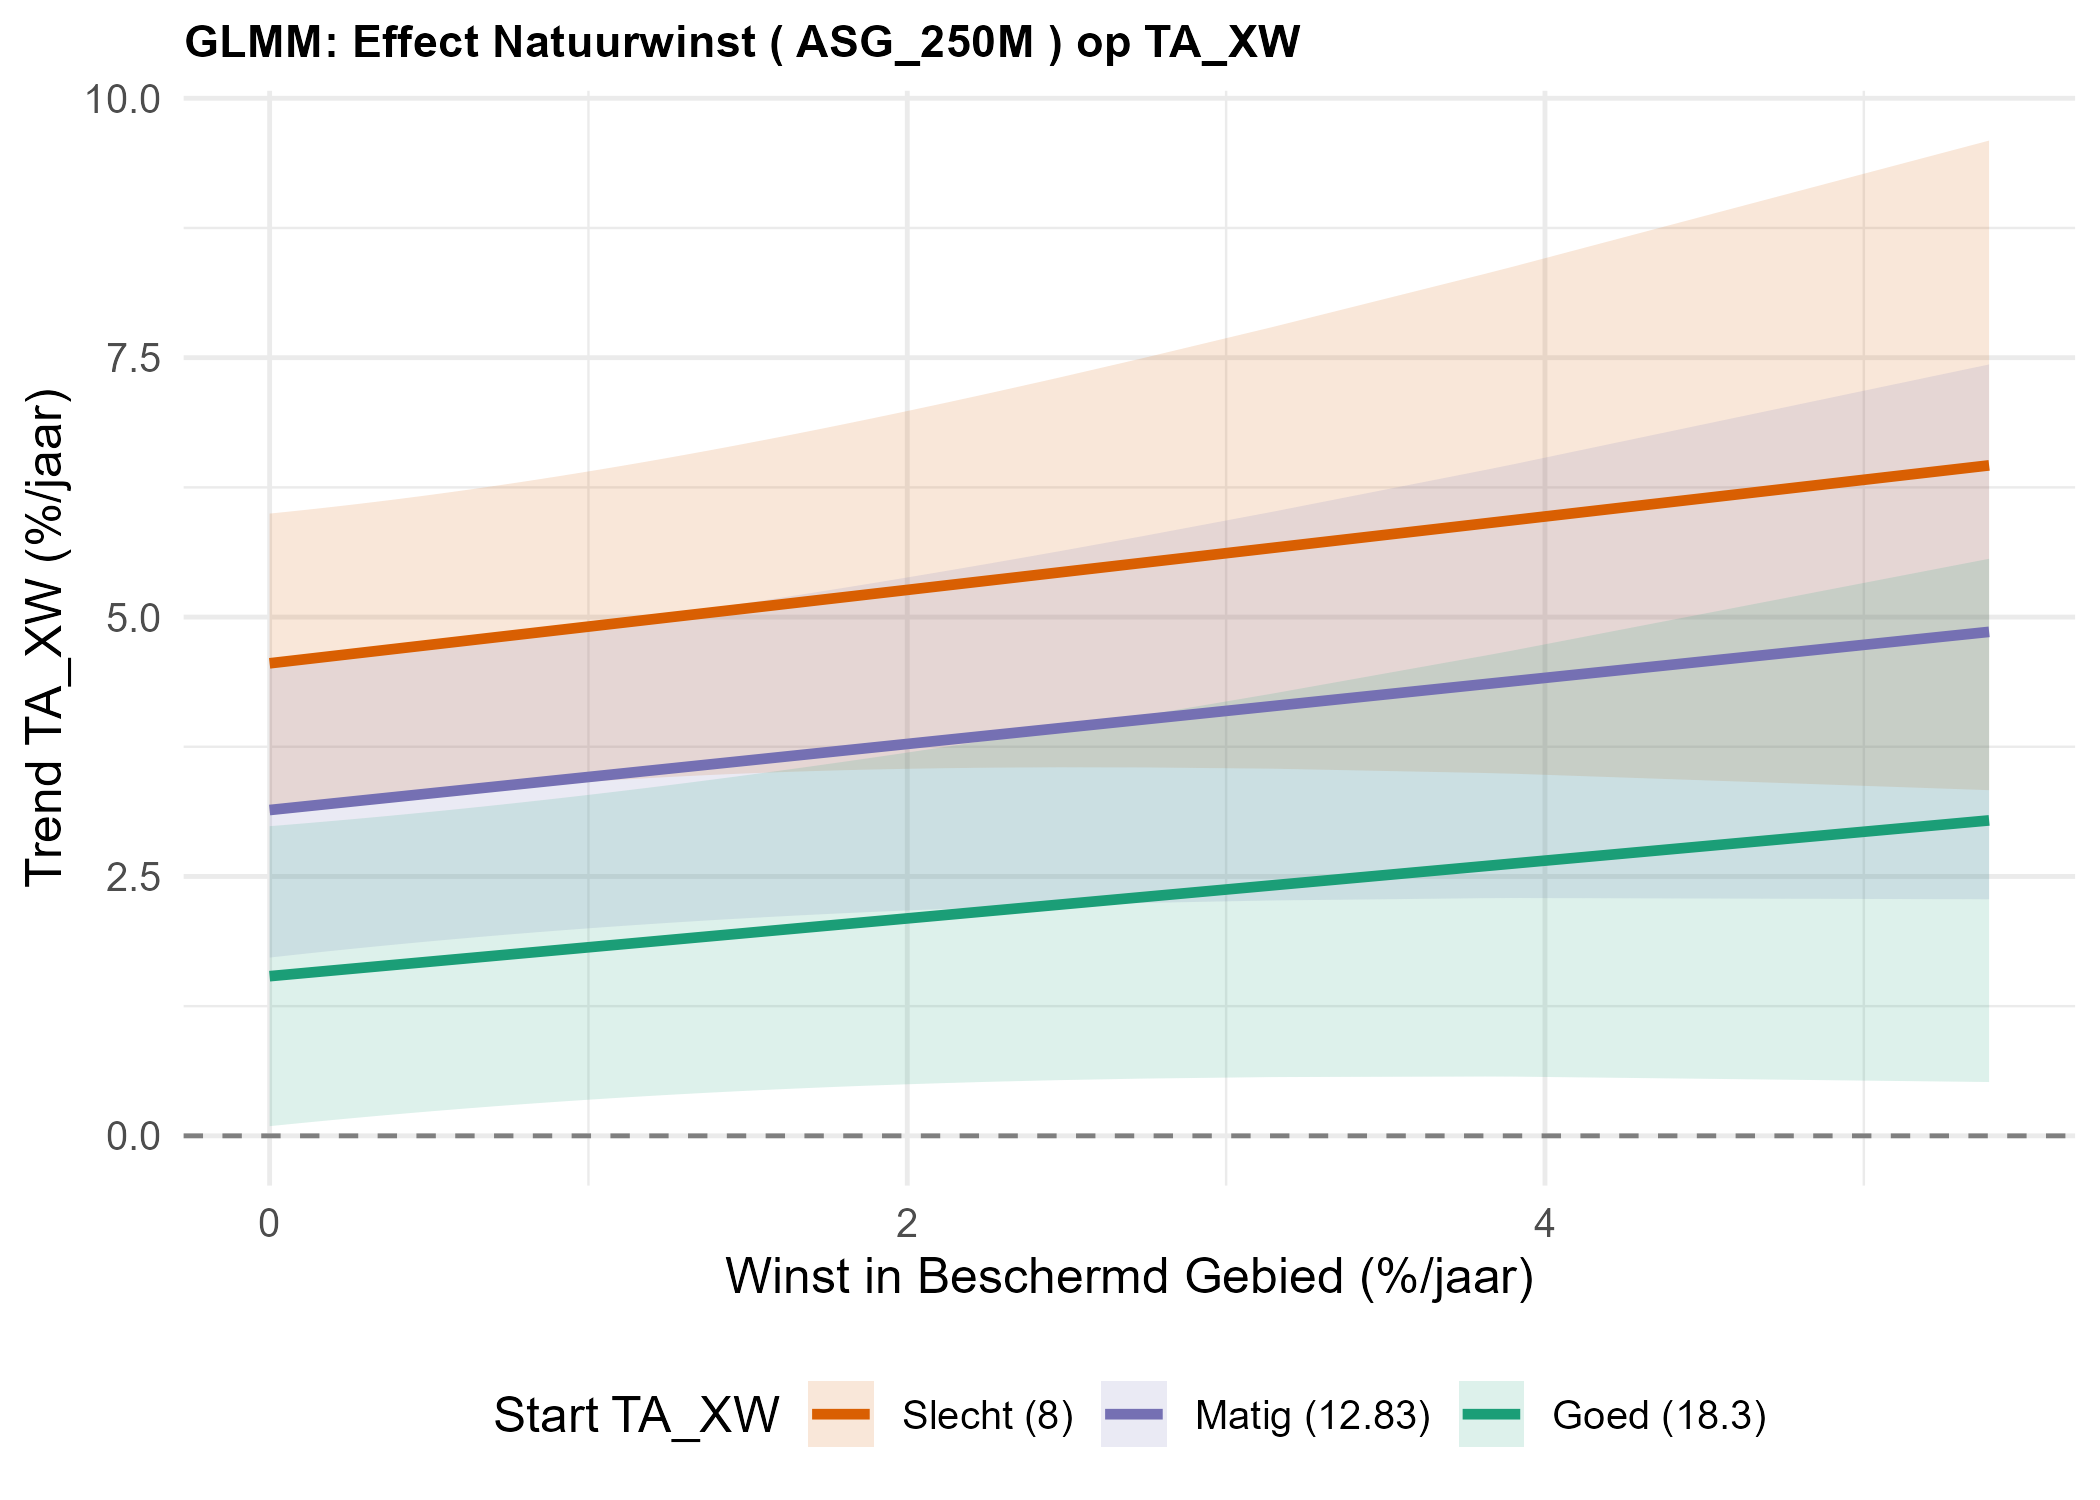 GLMM: Effect Natuurwinst ( ASG_250M ) op TA_XW
Trend TA_XW (%/jaar)
10.0
7.5
5.0
2.5
0.0
0 2 4
Winst in Beschermd Gebied (%/jaar)
Start TA_XW Slecht (8) Matig (12.83) Goed (18.3)